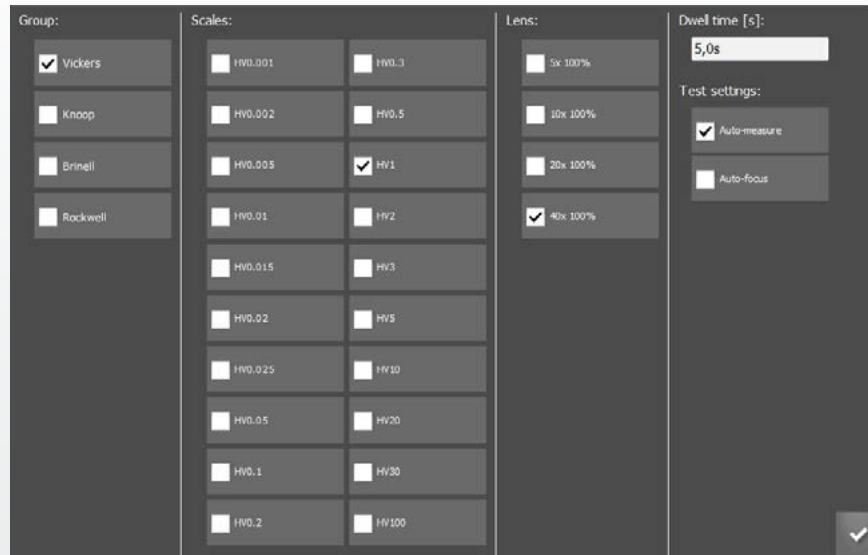 Group:
Vickers
Knoop
Brinell
Rockwell
Scales:
HV0.001
HV0.002
HV0.005
HV0.01
HV0.015
HV0.02
HV0.025
HV0.05
HV0.1
HV0.2
HV0.3
HV0.5
HV1
HV2
HV3
HV5
HV10
HV20
HV30
HV100
Lens:
5x 100%
10x 100%
20x 100%
40x 100%
Dwell time [s]:
5,0s
Test settings:
Auto-measure
Auto-focus